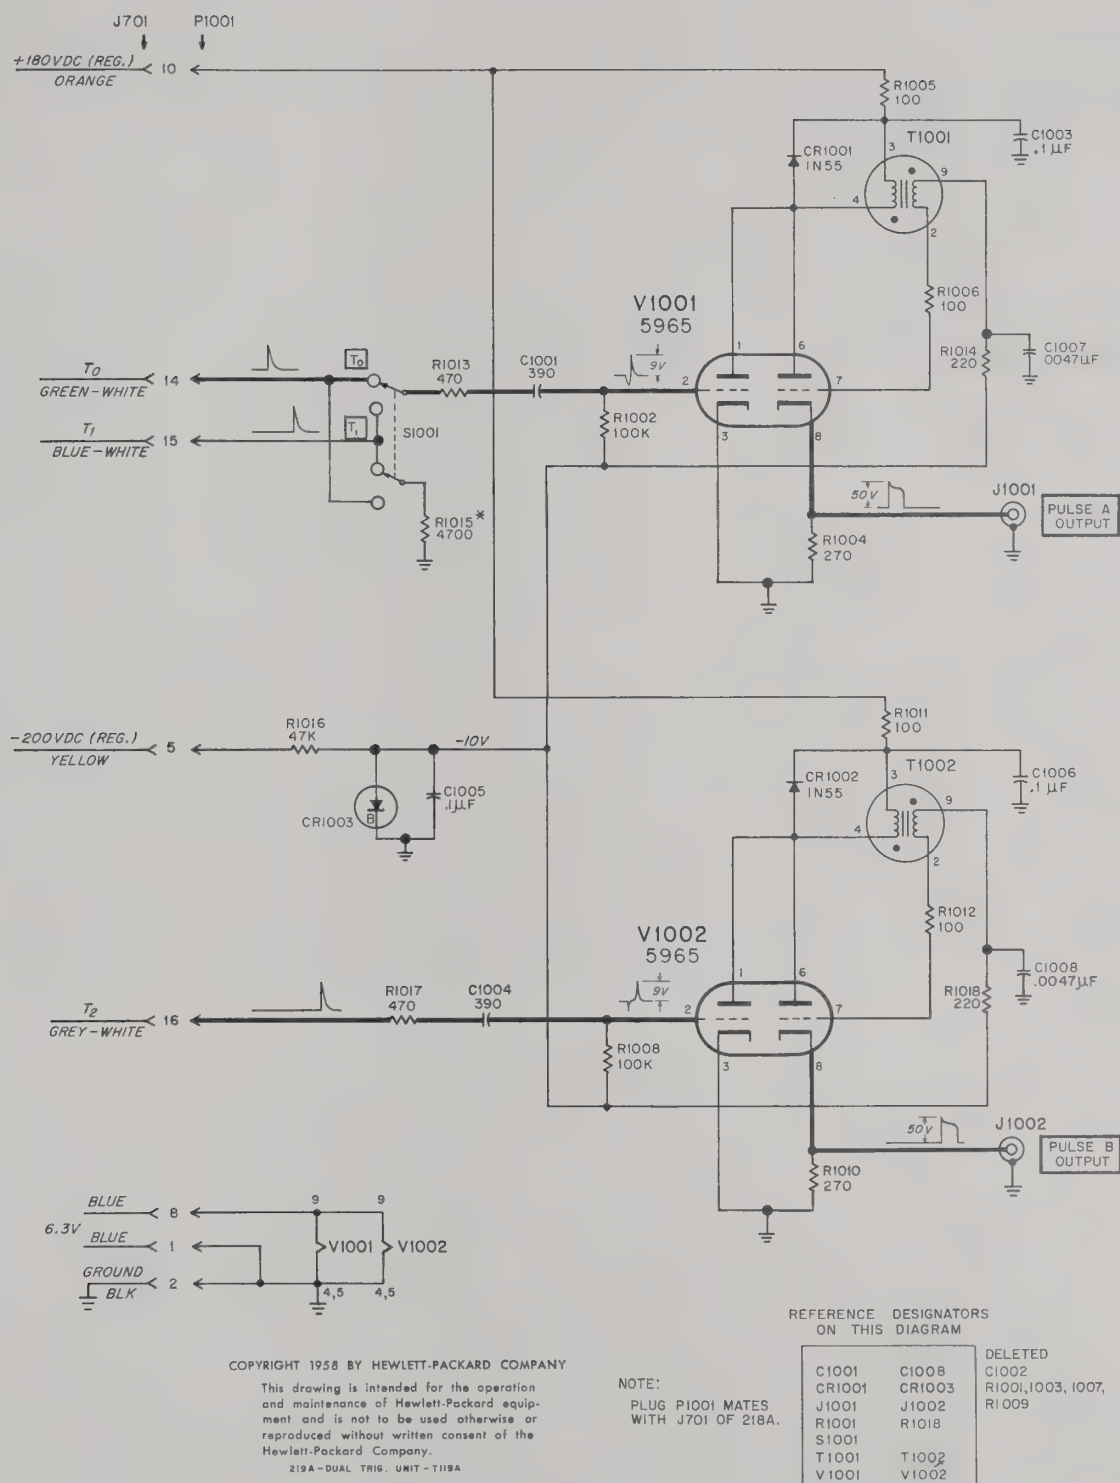 J701 P1001
+180VDC (REG.) 10
ORANGE
R1005
100
T1001
C1003
.1 µF
CR1001
1N55
3
9
4
2
R1006
100
V1001
5965
1 6
C1007
.0047µF
R1014
220
T0 14
GREEN-WHITE
T0
R1013
470
C1001
390
9V
2 7
T1 15
BLUE-WHITE
T1
S1001
R1002
100K
3 8
50V
J1001
PULSE A
OUTPUT
R1015 *
4700
R1004
270
R1011
100
-200VDC (REG.) 5
YELLOW
R1016
47K
-10V
T1002
C1006
.1 µF
CR1002
1N55
3
9
4
2
C1005
.1µF
CR1003
B
R1012
100
V1002
5965
1 6
C1008
.0047µF
R1018
220
T2 16
GREY-WHITE
R1017
470
C1004
390
9V
2 7
R1008
100K
3 8
50V
J1002
PULSE B
OUTPUT
R1010
270
BLUE 8
9 9
6.3V
BLUE 1
V1001 V1002
GROUND 2
BLK
4,5 4,5
REFERENCE DESIGNATORS
ON THIS DIAGRAM
DELETED
C1001 C1008 C1002
CR1001 CR1003 R1001,1003,1007,
J1001 J1002 R1009
R1001 R1018
S1001
T1001 T1002
V1001 V1002
COPYRIGHT 1958 BY HEWLETT-PACKARD COMPANY
This drawing is intended for the operation
and maintenance of Hewlett-Packard equip-
ment and is not to be used otherwise or
reproduced without written consent of the
Hewlett-Packard Company.
219A-DUAL TRIG. UNIT-T119A
NOTE:
PLUG P1001 MATES
WITH J701 OF 218A.